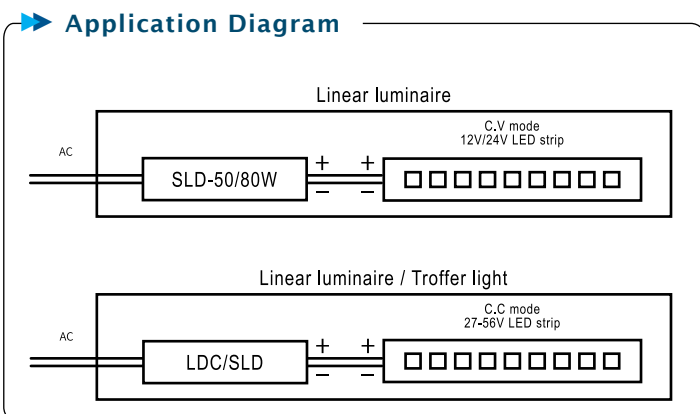 Application Diagram
Linear luminaire
C.V mode
12V/24V LED strip
AC
SLD-50/80W
+ +
– –
Linear luminaire / Troffer light
C.C mode
27-56V LED strip
AC
LDC/SLD
+ +
– –